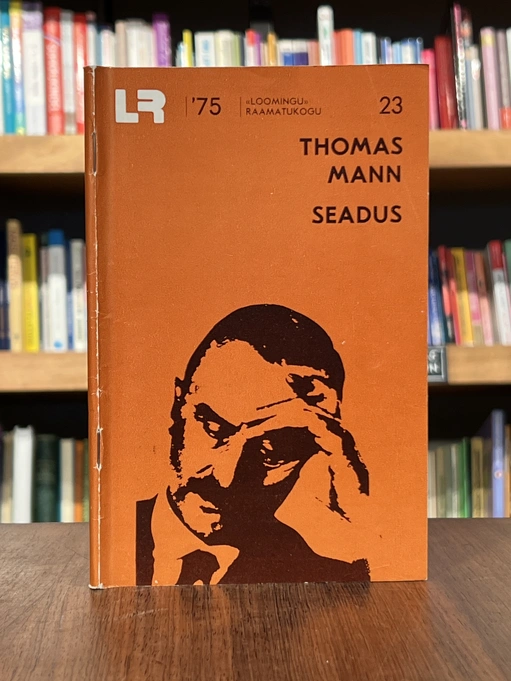 LR '75 «LOOMINGU» RAAMATUKOGU 23
THOMAS
MANN
SEADUS